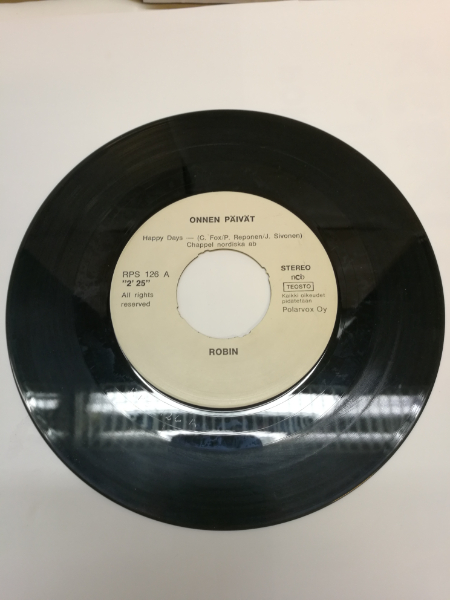 ONNEN PÄIVÄT
Happy Days — (C. Fox/P. Reponen/J. Sivonen)
Chappel nordiska ab
RPS 126 A
"2' 25"
All rights
reserved
STEREO
ncb
TEOSTO
Kaikki oikeudet
pidätetään
Polarvox Oy
ROBIN